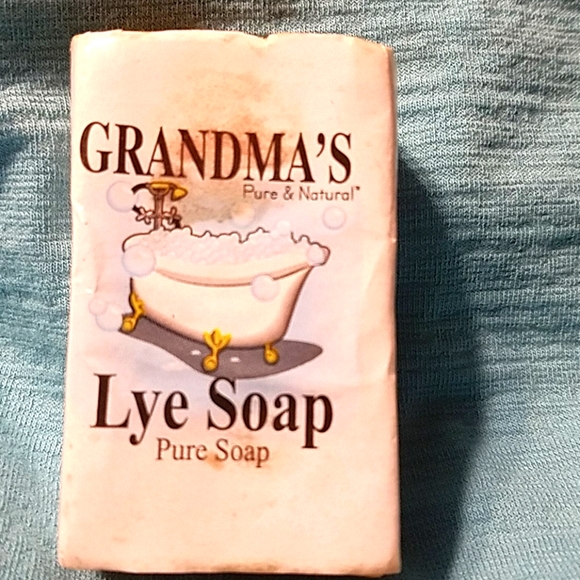 GRANDMA'S
Pure & Natural™
Lye Soap
Pure Soap